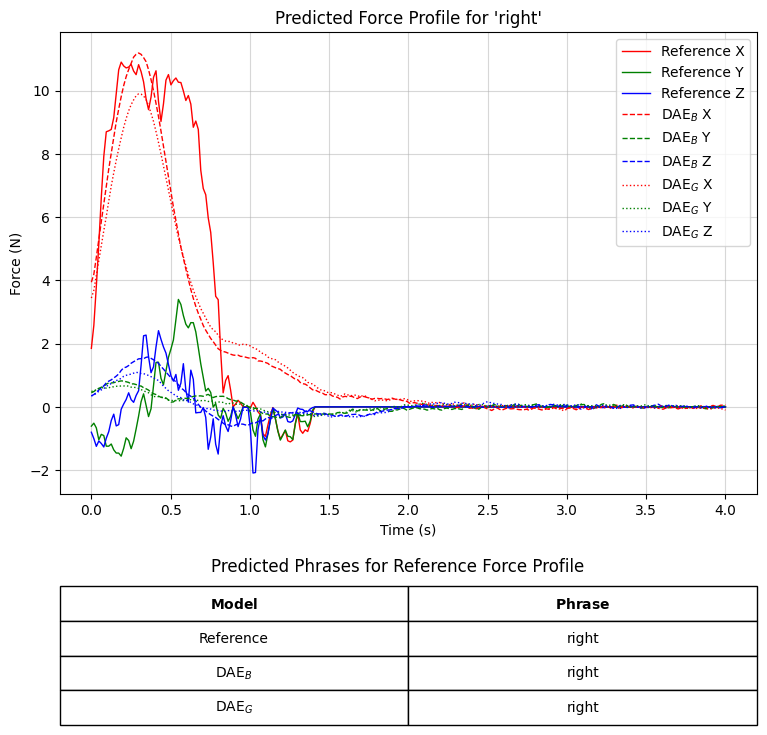 Predicted Force Profile for 'right'
Reference X
Reference Y
Reference Z
DAE_B X
DAE_B Y
DAE_B Z
DAE_G X
DAE_G Y
DAE_G Z
Force (N)
10
8
6
4
2
0
−2
0.0 0.5 1.0 1.5 2.0 2.5 3.0 3.5 4.0
Time (s)
Predicted Phrases for Reference Force Profile
Model Phrase
Reference right
DAE_B right
DAE_G right